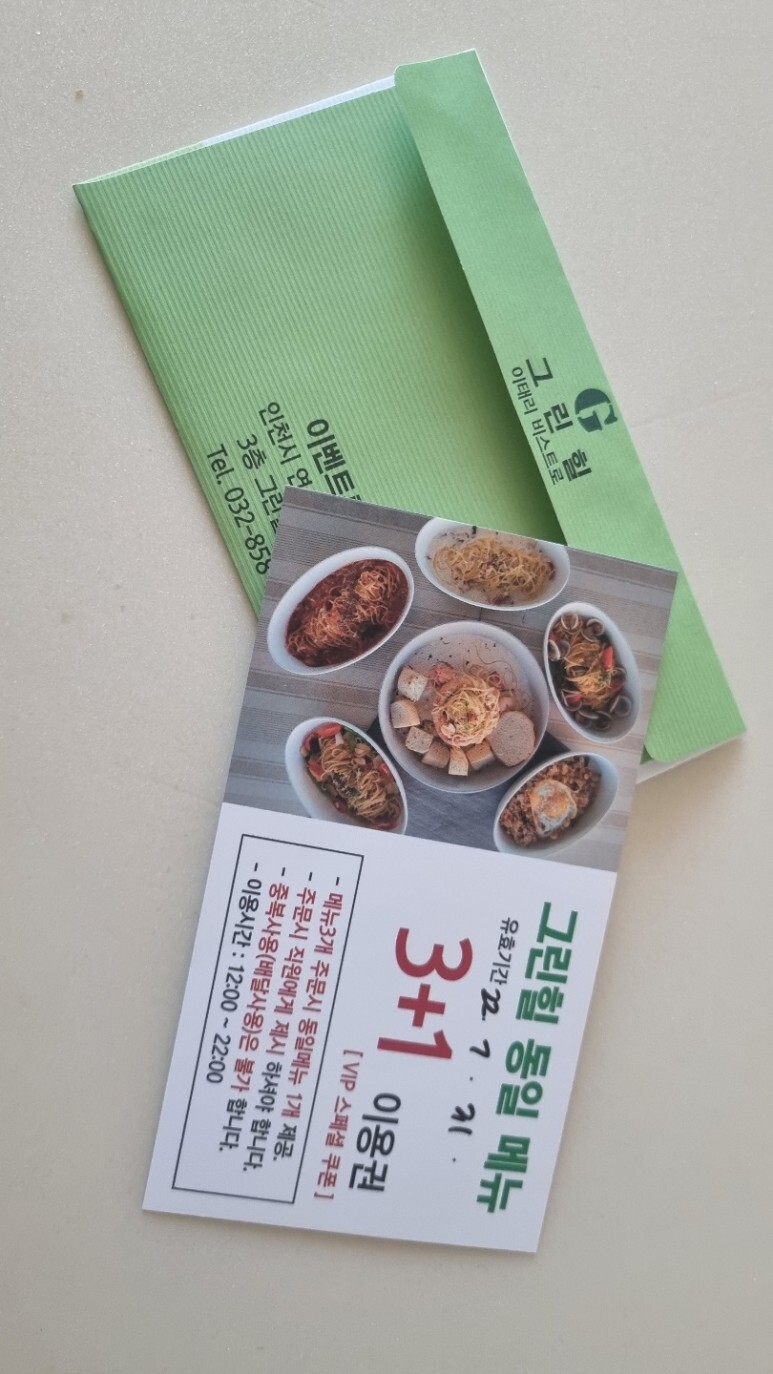 G
그린힐
이태리 비스트로
이벤트
인천시 연
3층 그린힐
Tel. 032-858
그린힐 동일 메뉴
유효기간 22. 7. 31.
3+1 이용권
[ VIP 스페셜 쿠폰 ]
- 메뉴3개 주문시 동일메뉴 1개 제공.
- 주문시 직원에게 제시 하셔야 합니다.
- 중복사용(배달사용)은 불가 합니다.
- 이용시간 : 12:00 ~ 22:00